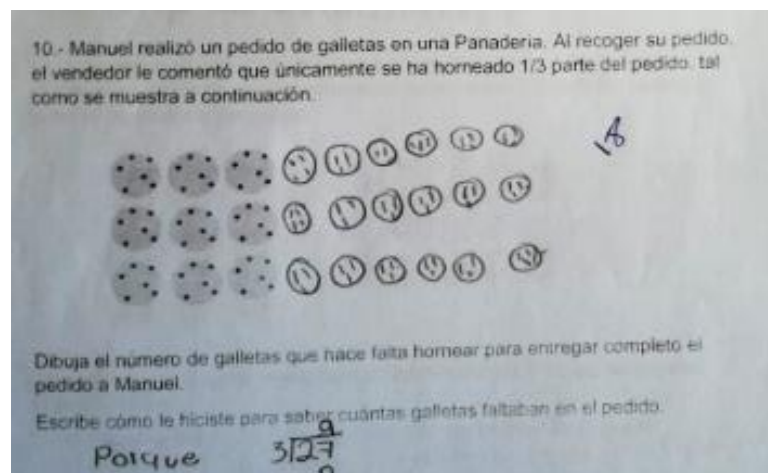 10.- Manuel realizó un pedido de galletas en una Panadería. Al recoger su pedido,
el vendedor le comentó que únicamente se ha horneado 1/3 parte del pedido, tal
como se muestra a continuación.
18
Dibuja el número de galletas que hace falta hornear para entregar completo el
pedido a Manuel.
Escribe cómo le hiciste para saber cuántas galletas faltaban en el pedido.
9
Porque 3 27